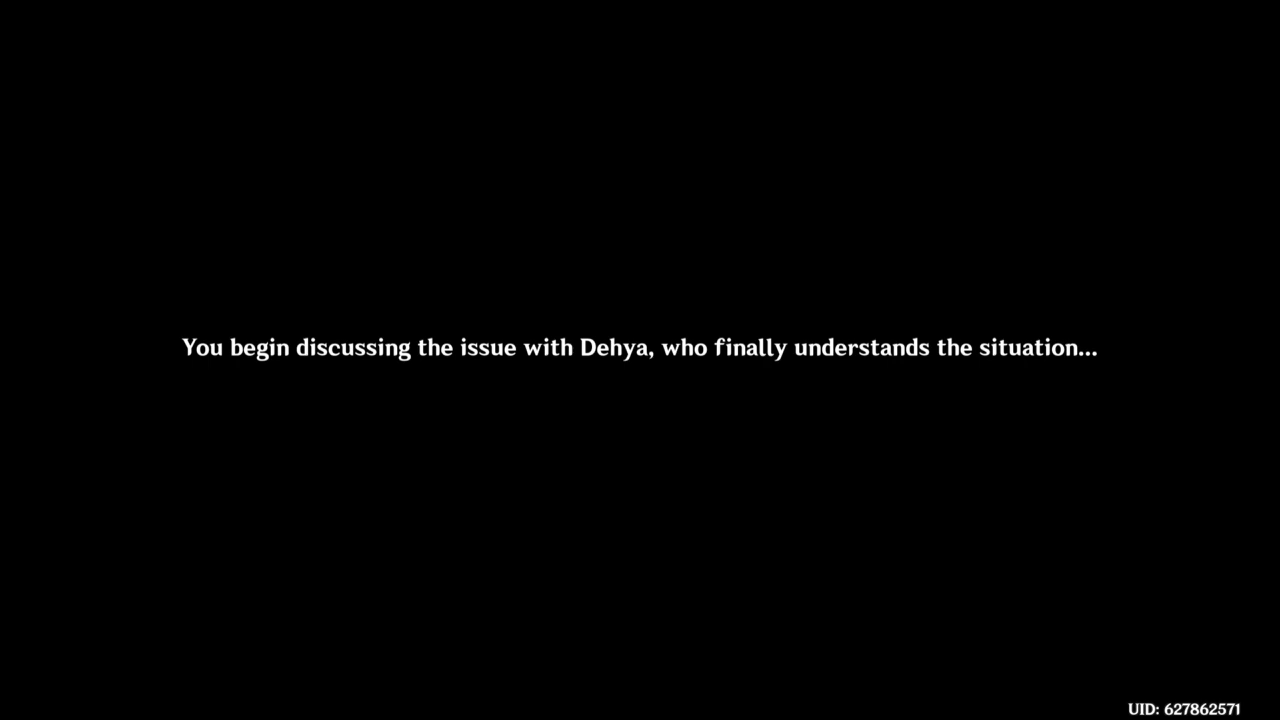 You begin discussing the issue with Dehya, who finally understands the situation...
UID: 627862571